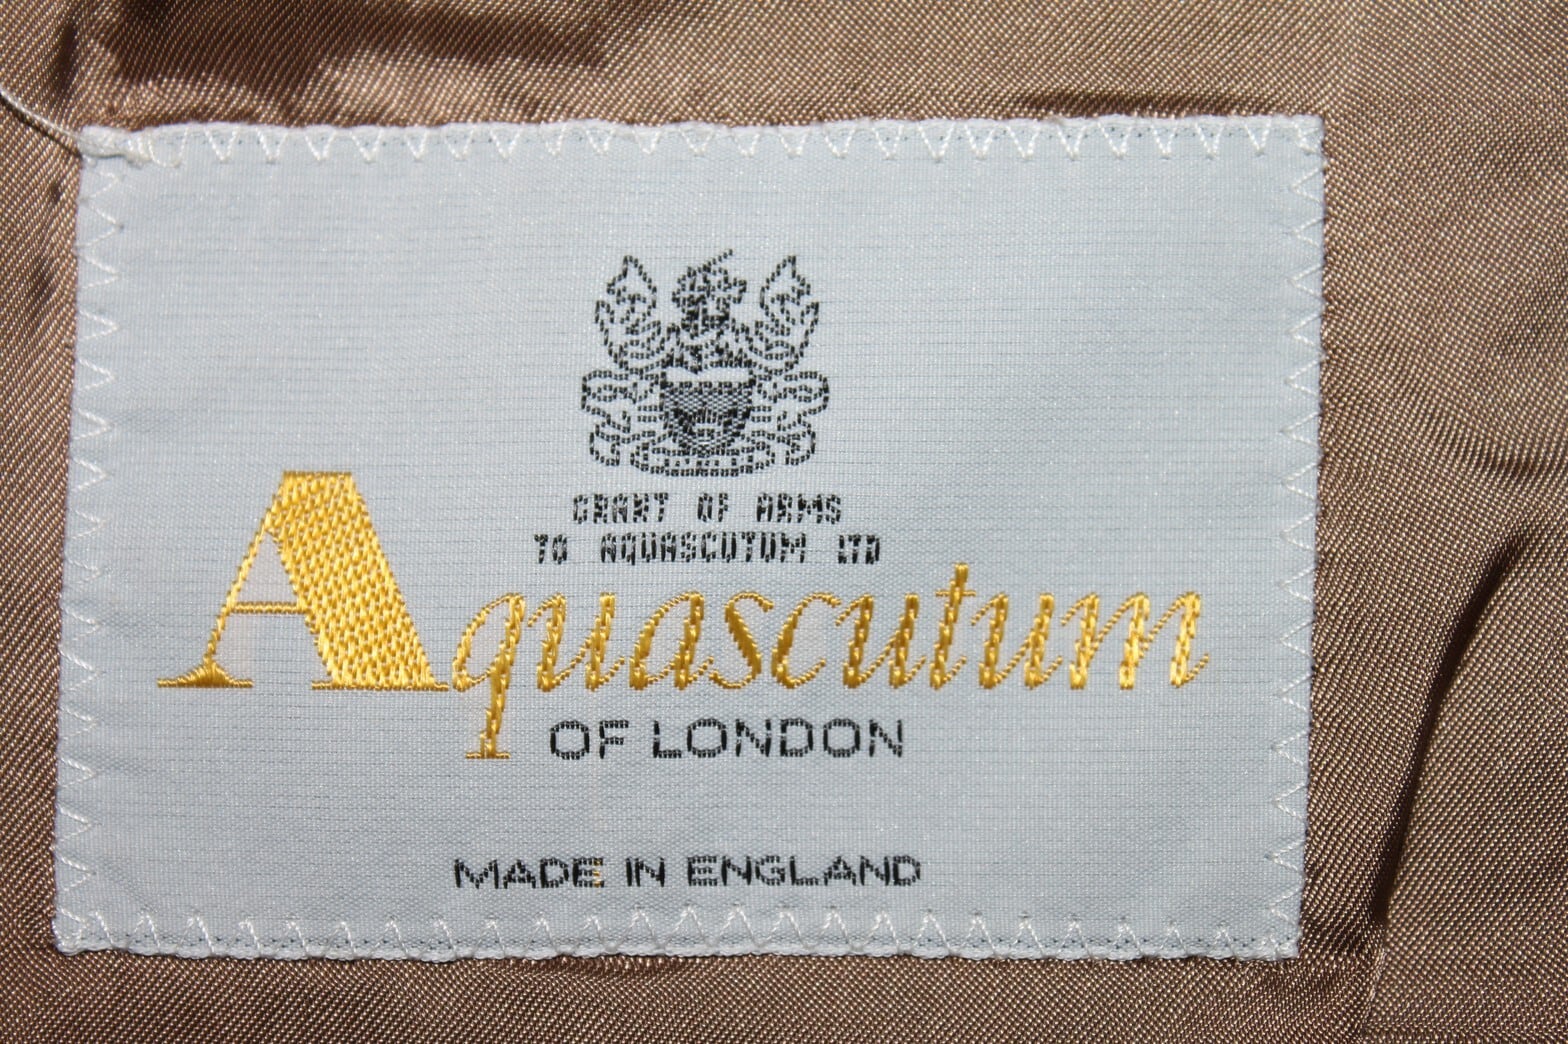 GRANT OF ARMS
TO AQUASCUTUM LTD
Aquascutum
OF LONDON
MADE IN ENGLAND